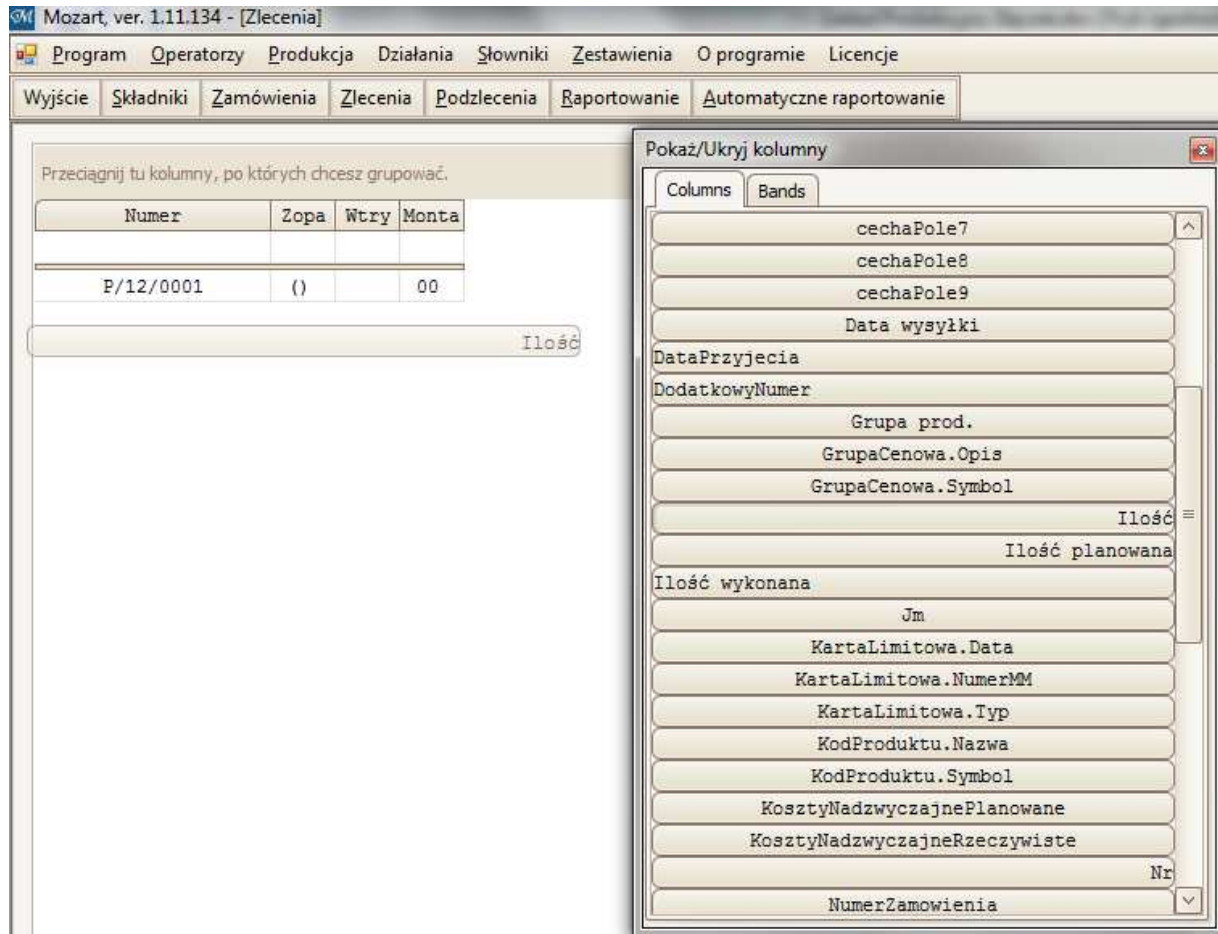 Mozart, ver. 1.11.134 - [Zlecenia]
Program Operatorzy Produkcja Działania Słowniki Zestawienia O programie Licencje
Wyjście Składniki Zamówienia Zlecenia Podzlecenia Raportowanie Automatyczne raportowanie
Przeciągnij tu kolumny, po których chcesz grupować.
Numer Zopa Wtry Monta
P/12/0001 () 00
Ilość
Pokaż/Ukryj kolumny
Columns Bands
cechaPole7
cechaPole8
cechaPole9
Data wysyłki
DataPrzyjecia
DodatkowyNumer
Grupa prod.
GrupaCenowa.Opis
GrupaCenowa.Symbol
Ilość
Ilość planowana
Ilość wykonana
Jm
KartaLimitowa.Data
KartaLimitowa.NumerMM
KartaLimitowa.Typ
KodProduktu.Nazwa
KodProduktu.Symbol
KosztyNadzwyczajnePlanowane
KosztyNadzwyczajneRzeczywiste
Nr
NumerZamowienia